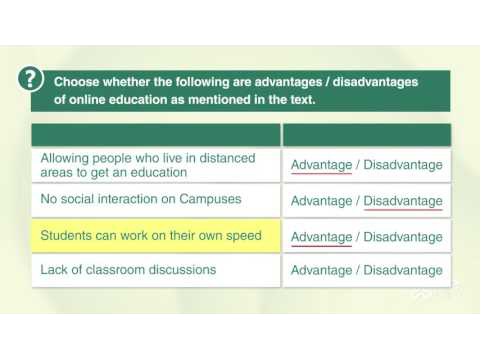 ?
Choose whether the following are advantages / disadvantages
of online education as mentioned in the text.
Allowing people who live in distanced
areas to get an education
Advantage / Disadvantage
No social interaction on Campuses
Advantage / Disadvantage
Students can work on their own speed
Advantage / Disadvantage
Lack of classroom discussions
Advantage / Disadvantage